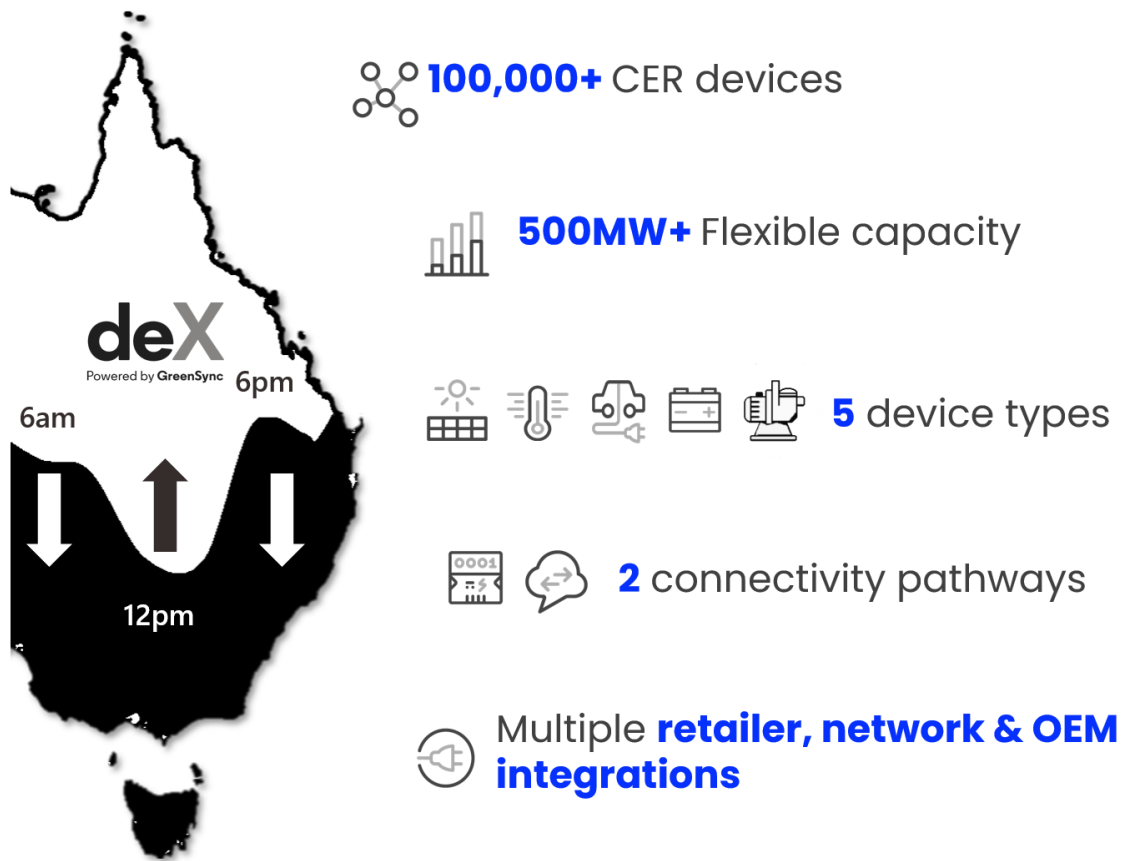 100,000+ CER devices
500MW+ Flexible capacity
deX
Powered by GreenSync
6pm
6am
5 device types
0001
2 connectivity pathways
12pm
Multiple retailer, network & OEM
integrations